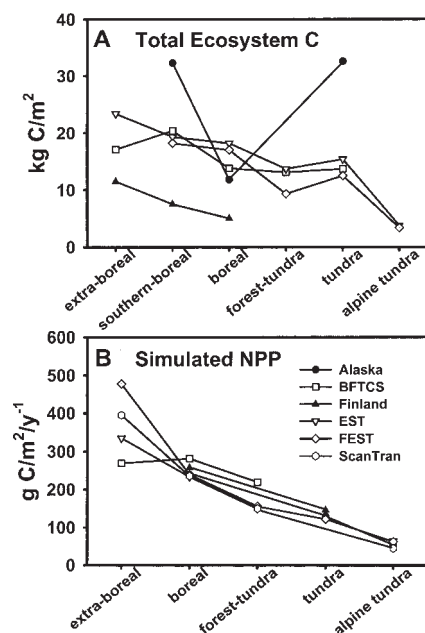 A Total Ecosystem C
kg C/m²
40
30
20
10
0
extra-boreal
southern-boreal
boreal
forest-tundra
tundra
alpine tundra
B Simulated NPP
g C/m²/y⁻¹
600
500
400
300
200
100
0
Alaska
BFTCS
Finland
EST
FEST
ScanTran
extra-boreal
boreal
forest-tundra
tundra
alpine tundra